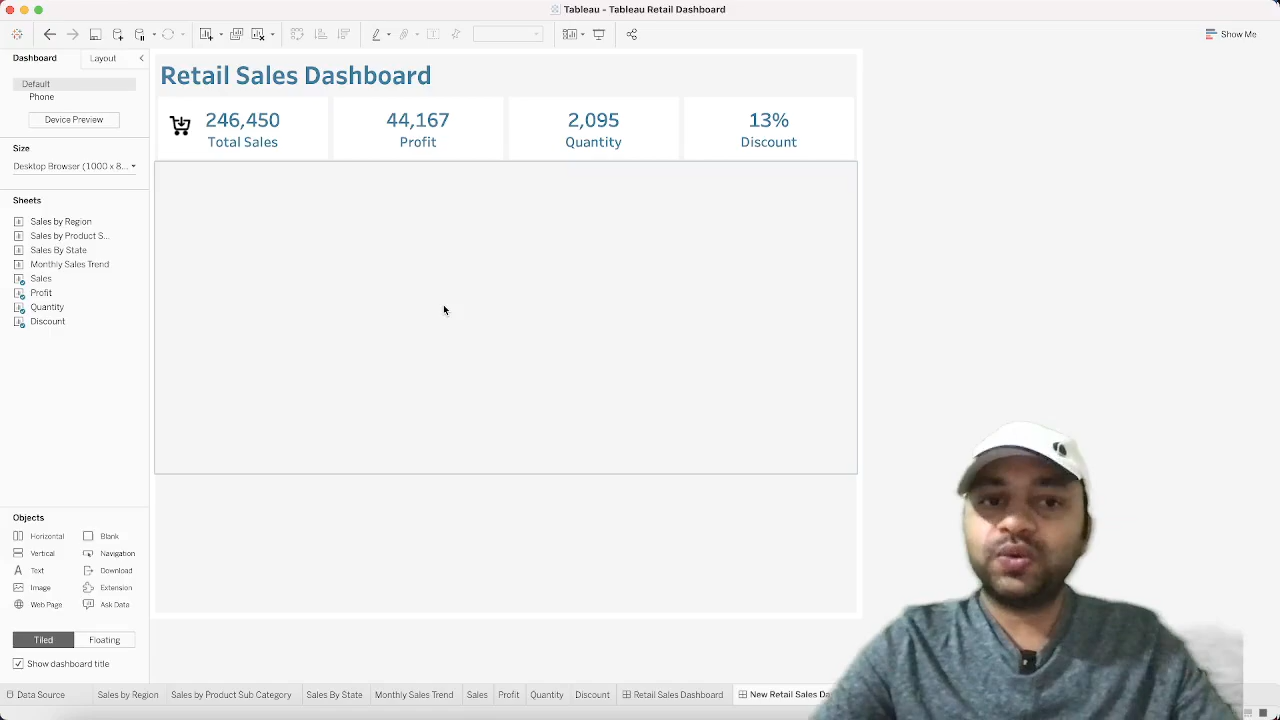 Tableau - Tableau Retail Dashboard
Show Me
Dashboard
Layout
Default
Phone
Device Preview
Size
Desktop Browser (1000 x 8...
Sheets
Sales by Region
Sales by Product S...
Sales By State
Monthly Sales Trend
Sales
Profit
Quantity
Discount
Objects
Horizontal
Blank
Vertical
Navigation
Text
Download
Image
Extension
Web Page
Ask Data
Tiled
Floating
Show dashboard title
Retail Sales Dashboard
246,450
Total Sales
44,167
Profit
2,095
Quantity
13%
Discount
Data Source
Sales by Region
Sales by Product Sub Category
Sales By State
Monthly Sales Trend
Sales
Profit
Quantity
Discount
Retail Sales Dashboard
New Retail Sales Da